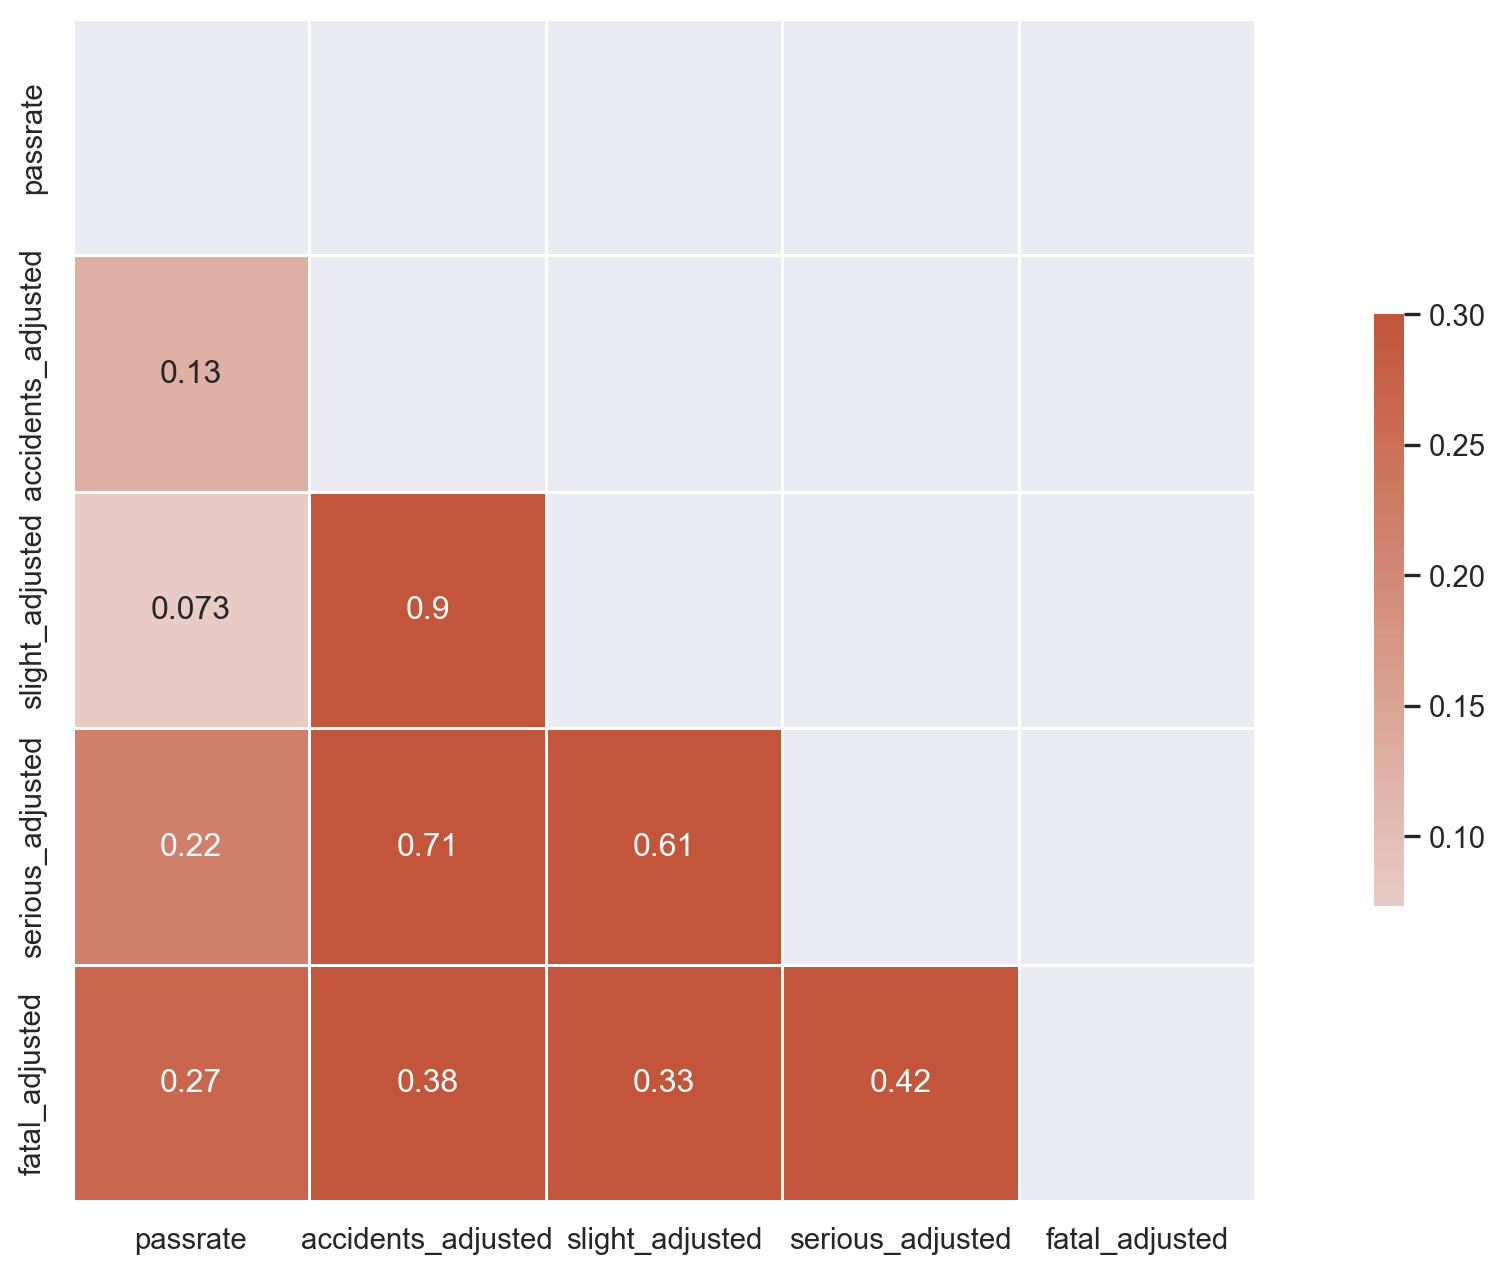 passrate
accidents_adjusted
0.13
0.30
0.25
slight_adjusted
0.073
0.9
0.20
0.15
serious_adjusted
0.22
0.71
0.61
0.10
fatal_adjusted
0.27
0.38
0.33
0.42
passrate
accidents_adjusted
slight_adjusted
serious_adjusted
fatal_adjusted